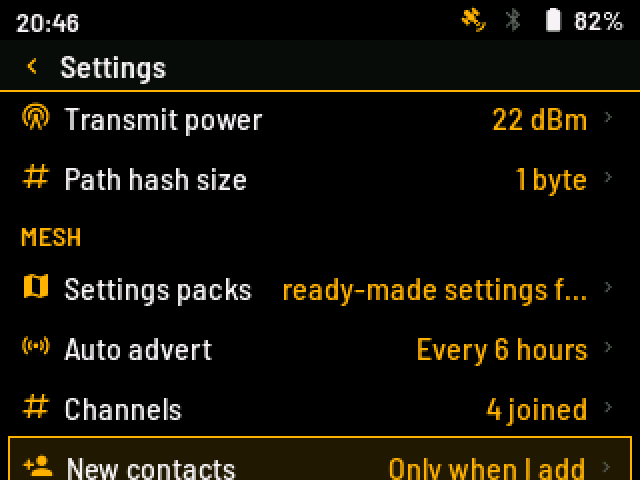 20:46 82%
Settings
Transmit power 22 dBm
Path hash size 1 byte
MESH
Settings packs ready-made settings f...
Auto advert Every 6 hours
Channels 4 joined
New contacts Only when I add